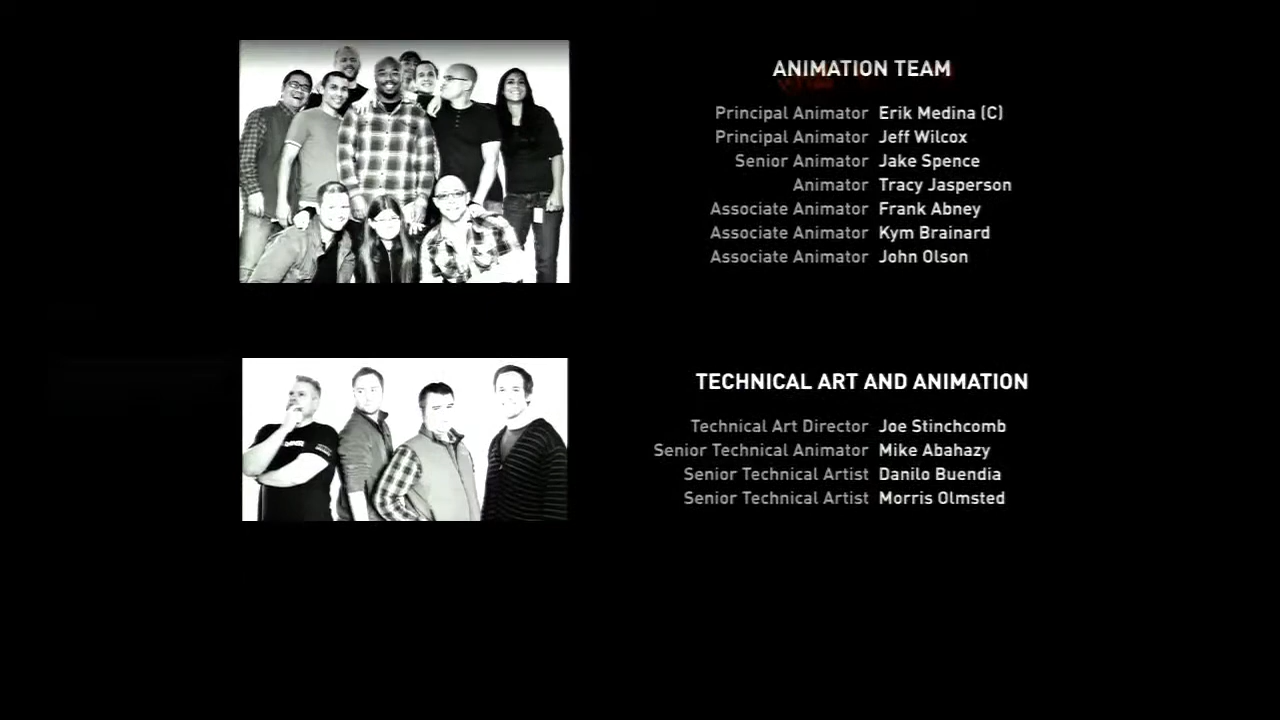 ANIMATION TEAM
Principal Animator Erik Medina (C)
Principal Animator Jeff Wilcox
Senior Animator Jake Spence
Animator Tracy Jasperson
Associate Animator Frank Abney
Associate Animator Kym Brainard
Associate Animator John Olson
TECHNICAL ART AND ANIMATION
Technical Art Director Joe Stinchcomb
Senior Technical Animator Mike Abahazy
Senior Technical Artist Danilo Buendia
Senior Technical Artist Morris Olmsted